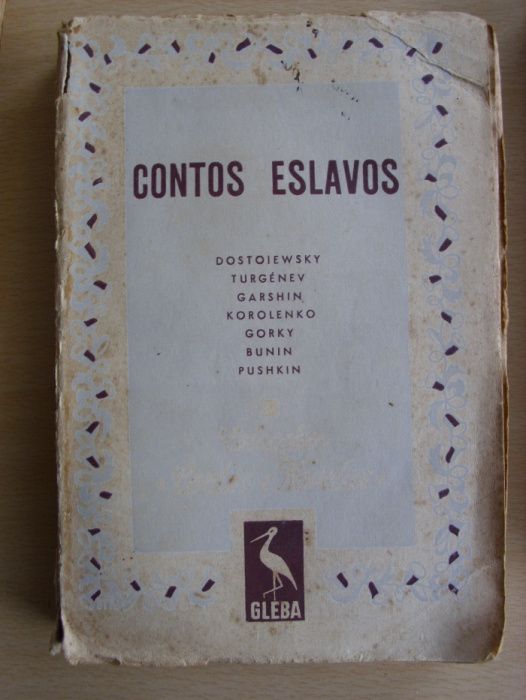 CONTOS ESLAVOS
DOSTOIEWSKY
TURGÉNEV
GARSHIN
KOROLENKO
GORKY
BUNIN
PUSHKIN
GLEBA